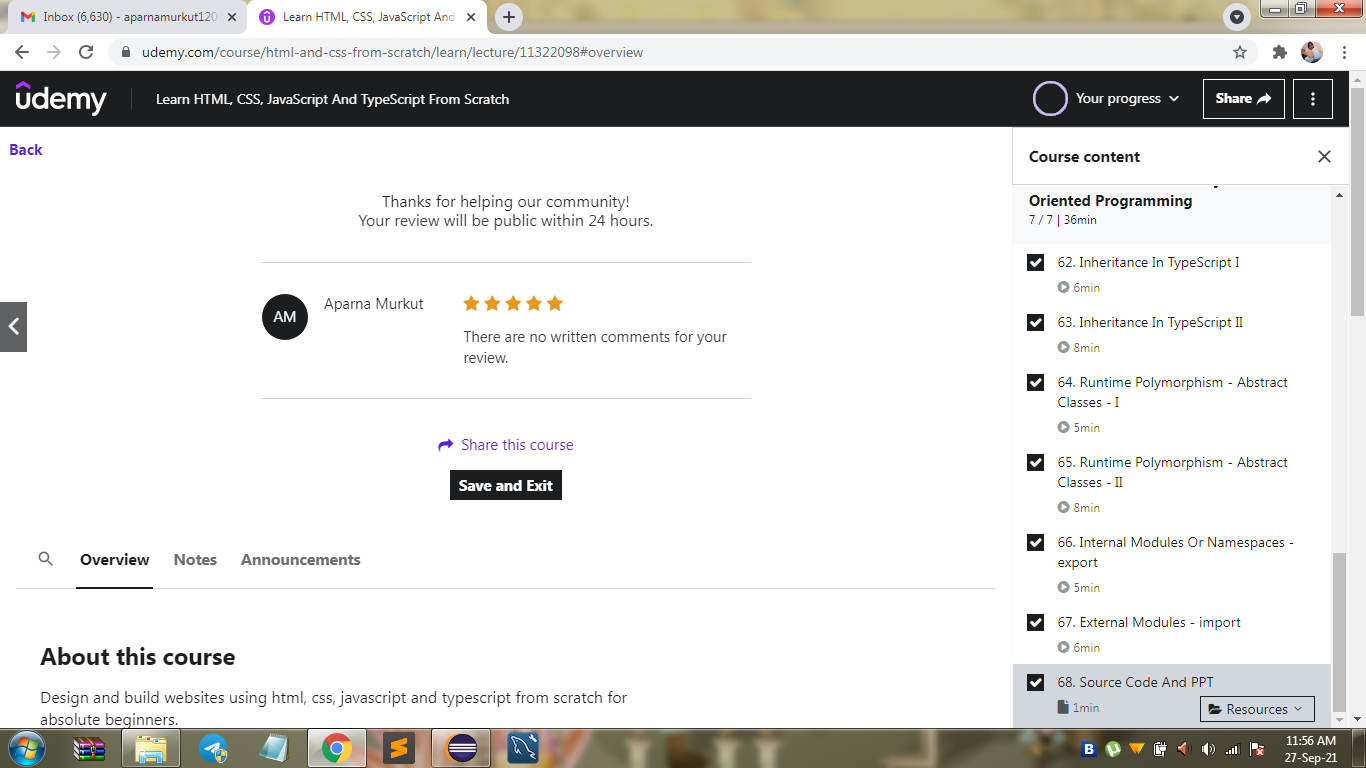 Inbox (6,630) - aparnamurkut120
Learn HTML, CSS, JavaScript And
udemy.com/course/html-and-css-from-scratch/learn/lecture/11322098#overview
udemy
Learn HTML, CSS, JavaScript And TypeScript From Scratch
Your progress
Share
Back
Thanks for helping our community!
Your review will be public within 24 hours.
AM
Aparna Murkut
There are no written comments for your
review.
Share this course
Save and Exit
Overview
Notes
Announcements
About this course
Design and build websites using html, css, javascript and typescript from scratch for
absolute beginners.
Course content
Oriented Programming
7 / 7 | 36min
62. Inheritance In TypeScript I
6min
63. Inheritance In TypeScript II
8min
64. Runtime Polymorphism - Abstract
Classes - I
5min
65. Runtime Polymorphism - Abstract
Classes - II
8min
66. Internal Modules Or Namespaces -
export
5min
67. External Modules - import
6min
68. Source Code And PPT
1min
Resources
11:56 AM
27-Sep-21